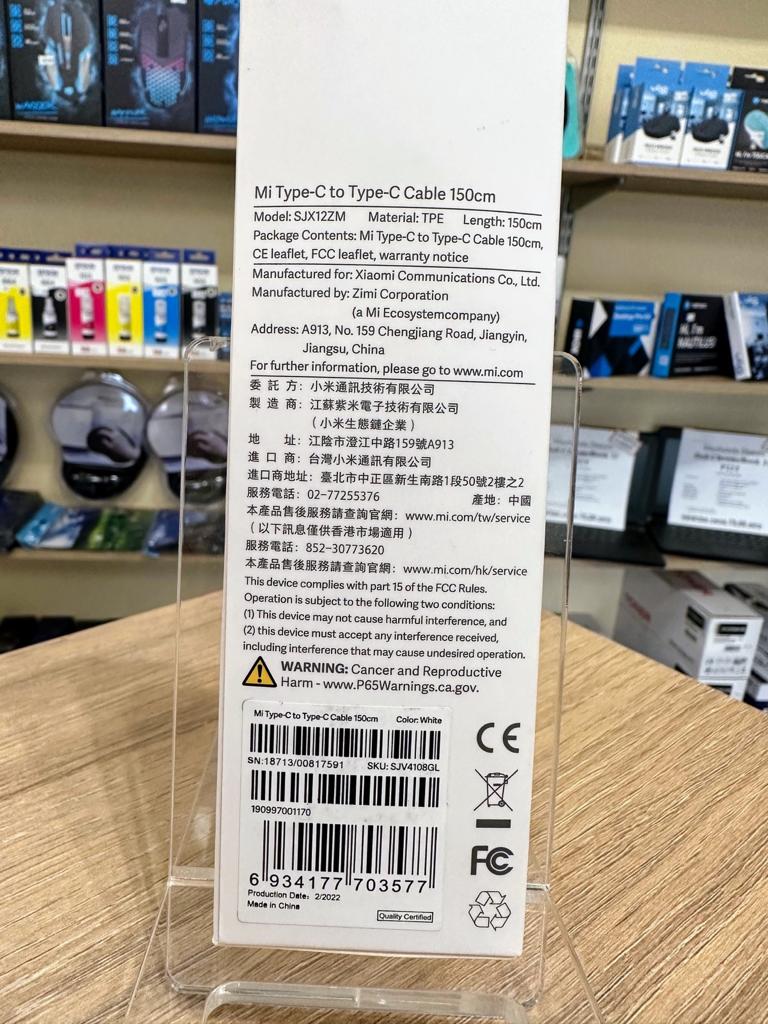 Mi Type-C to Type-C Cable 150cm
Model: SJX12ZM Material: TPE Length: 150cm
Package Contents: Mi Type-C to Type-C Cable 150cm,
CE leaflet, FCC leaflet, warranty notice
Manufactured for: Xiaomi Communications Co., Ltd.
Manufactured by: Zimi Corporation
(a Mi Ecosystemcompany)
Address: A913, No. 159 Chengjiang Road, Jiangyin,
Jiangsu, China
For further information, please go to www.mi.com
委託方：小米通訊技術有限公司
製造商：江蘇紫米電子技術有限公司
（小米生態鏈企業）
地址：江陰市澄江中路159號A913
進口商：台灣小米通訊有限公司
進口商地址：臺北市中正區新生南路1段50號2樓之2
服務電話：02-77255376 產地：中國
本產品售後服務請查詢官網：www.mi.com/tw/service
（以下訊息僅供香港市場適用）
服務電話：852-30773620
本產品售後服務請查詢官網：www.mi.com/hk/service
This device complies with part 15 of the FCC Rules.
Operation is subject to the following two conditions:
(1) This device may not cause harmful interference, and
(2) this device must accept any interference received,
including interference that may cause undesired operation.
WARNING: Cancer and Reproductive
Harm - www.P65Warnings.ca.gov.
Mi Type-C to Type-C Cable 150cm Color: White
SN:18713/00817591 SKU: SJV4108GL
190997001170
6 934177 703577
Production Date: 2/2022
Made in China
Quality Certified
CE
FC